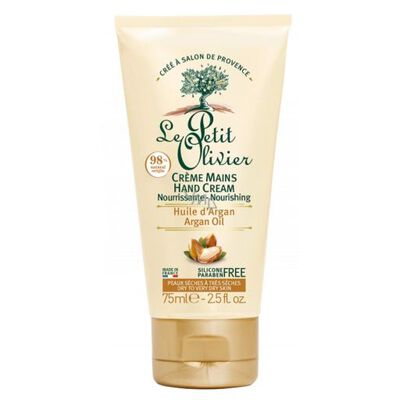 CRÉÉ À SALON DE PROVENCE
Le Petit
Olivier
98%
natural
origin
CRÈME MAINS
HAND CREAM
Nourrissante - Nourishing
Huile d'Argan
Argan Oil
MADE IN
FRANCE
SILICONE
PARABEN FREE
PEAUX SÈCHES À TRÈS SÈCHES
DRY TO VERY DRY SKIN
75ml ℮ - 2.5 fl. oz.